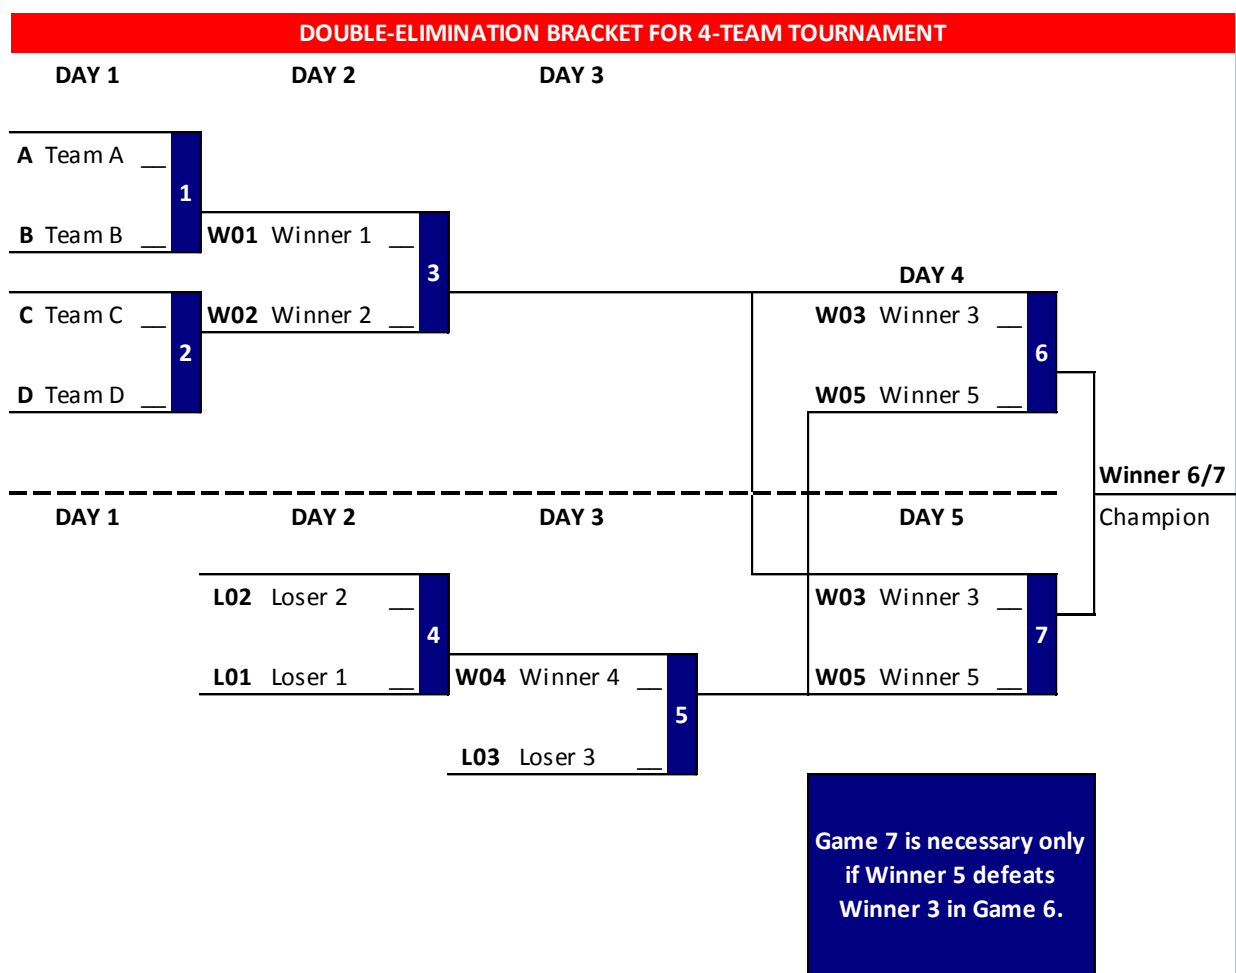 DOUBLE-ELIMINATION BRACKET FOR 4-TEAM TOURNAMENT
DAY 1 DAY 2 DAY 3
A Team A __
1
B Team B __
W01 Winner 1 __
3
W02 Winner 2 __
C Team C __
2
D Team D __
DAY 4
W03 Winner 3 __
6
W05 Winner 5 __
Winner 6/7
Champion
DAY 1 DAY 2 DAY 3 DAY 5
L02 Loser 2 __
4
L01 Loser 1 __
W04 Winner 4 __
5
L03 Loser 3 __
W03 Winner 3 __
7
W05 Winner 5 __
Game 7 is necessary only
if Winner 5 defeats
Winner 3 in Game 6.